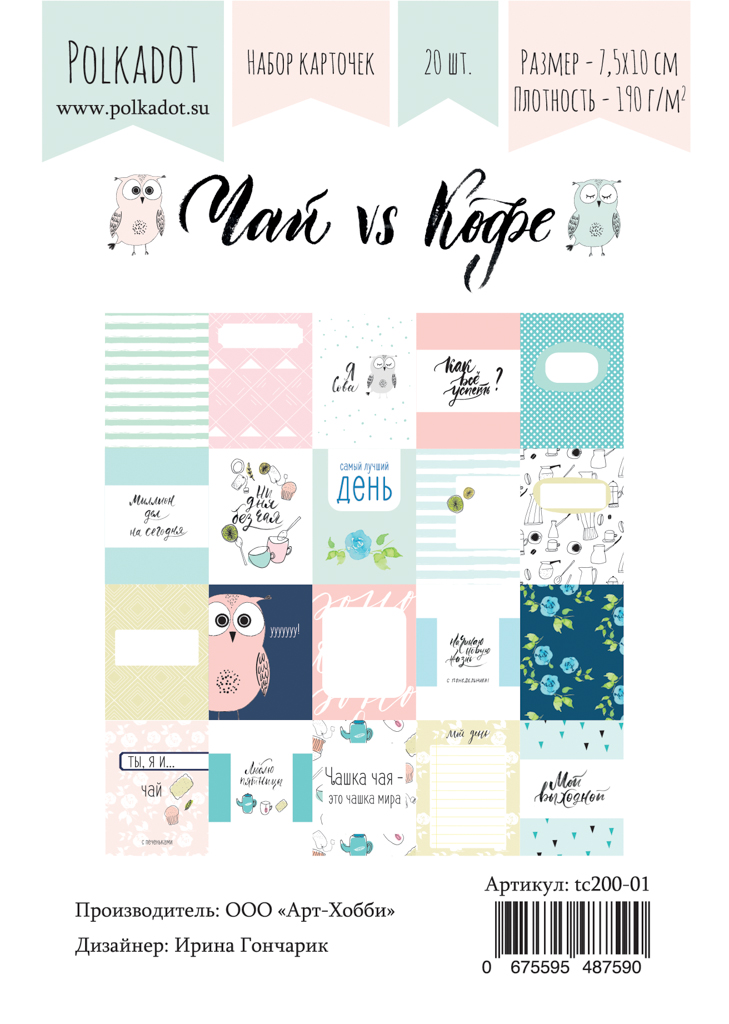 Polkadot
www.polkadot.su
Набор карточек
20 шт.
Размер - 7,5х10 см
Плотность - 190 г/м²
Чай vs Кофе
Я
Сова
Как
всё
успеть?
Миллион
дел
на сегодня
Ни
дня
без чая
самый лучший
день
ууууууу!
Начинаю
новую
жизнь
с понедельника!
Ты, я и...
чай
с печеньками
Люблю
пятницу
Чашка чая -
это чашка мира
Мой день
Мой
выходной
Артикул: tc200-01
Производитель: ООО «Арт-Хобби»
Дизайнер: Ирина Гончарик
0 675595 487590